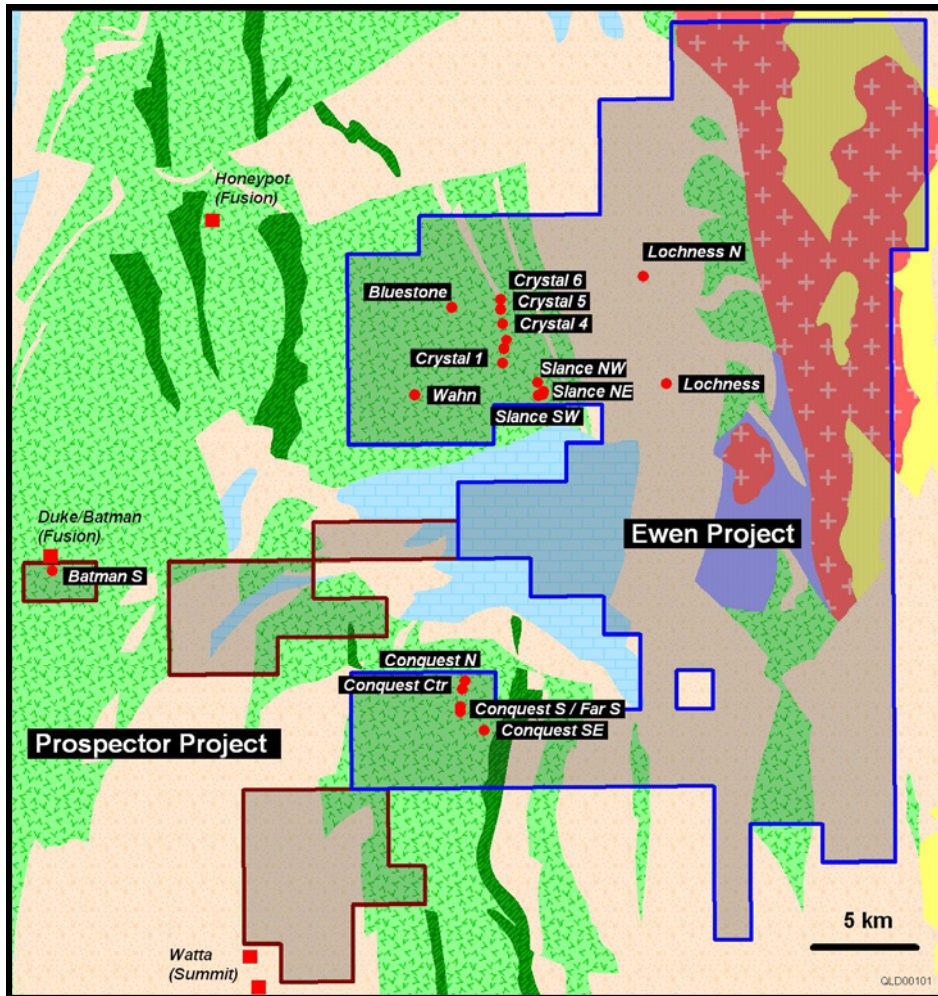 Honeypot
(Fusion)
Lochness N
Crystal 6
Bluestone
Crystal 5
Crystal 4
Crystal 1
Slance NW
Lochness
Wahn
Slance NE
Slance SW
Duke/Batman
(Fusion)
Ewen Project
Batman S
Conquest N
Conquest Ctr
Conquest S / Far S
Conquest SE
Prospector Project
5 km
Watta
(Summit)
QLD00101